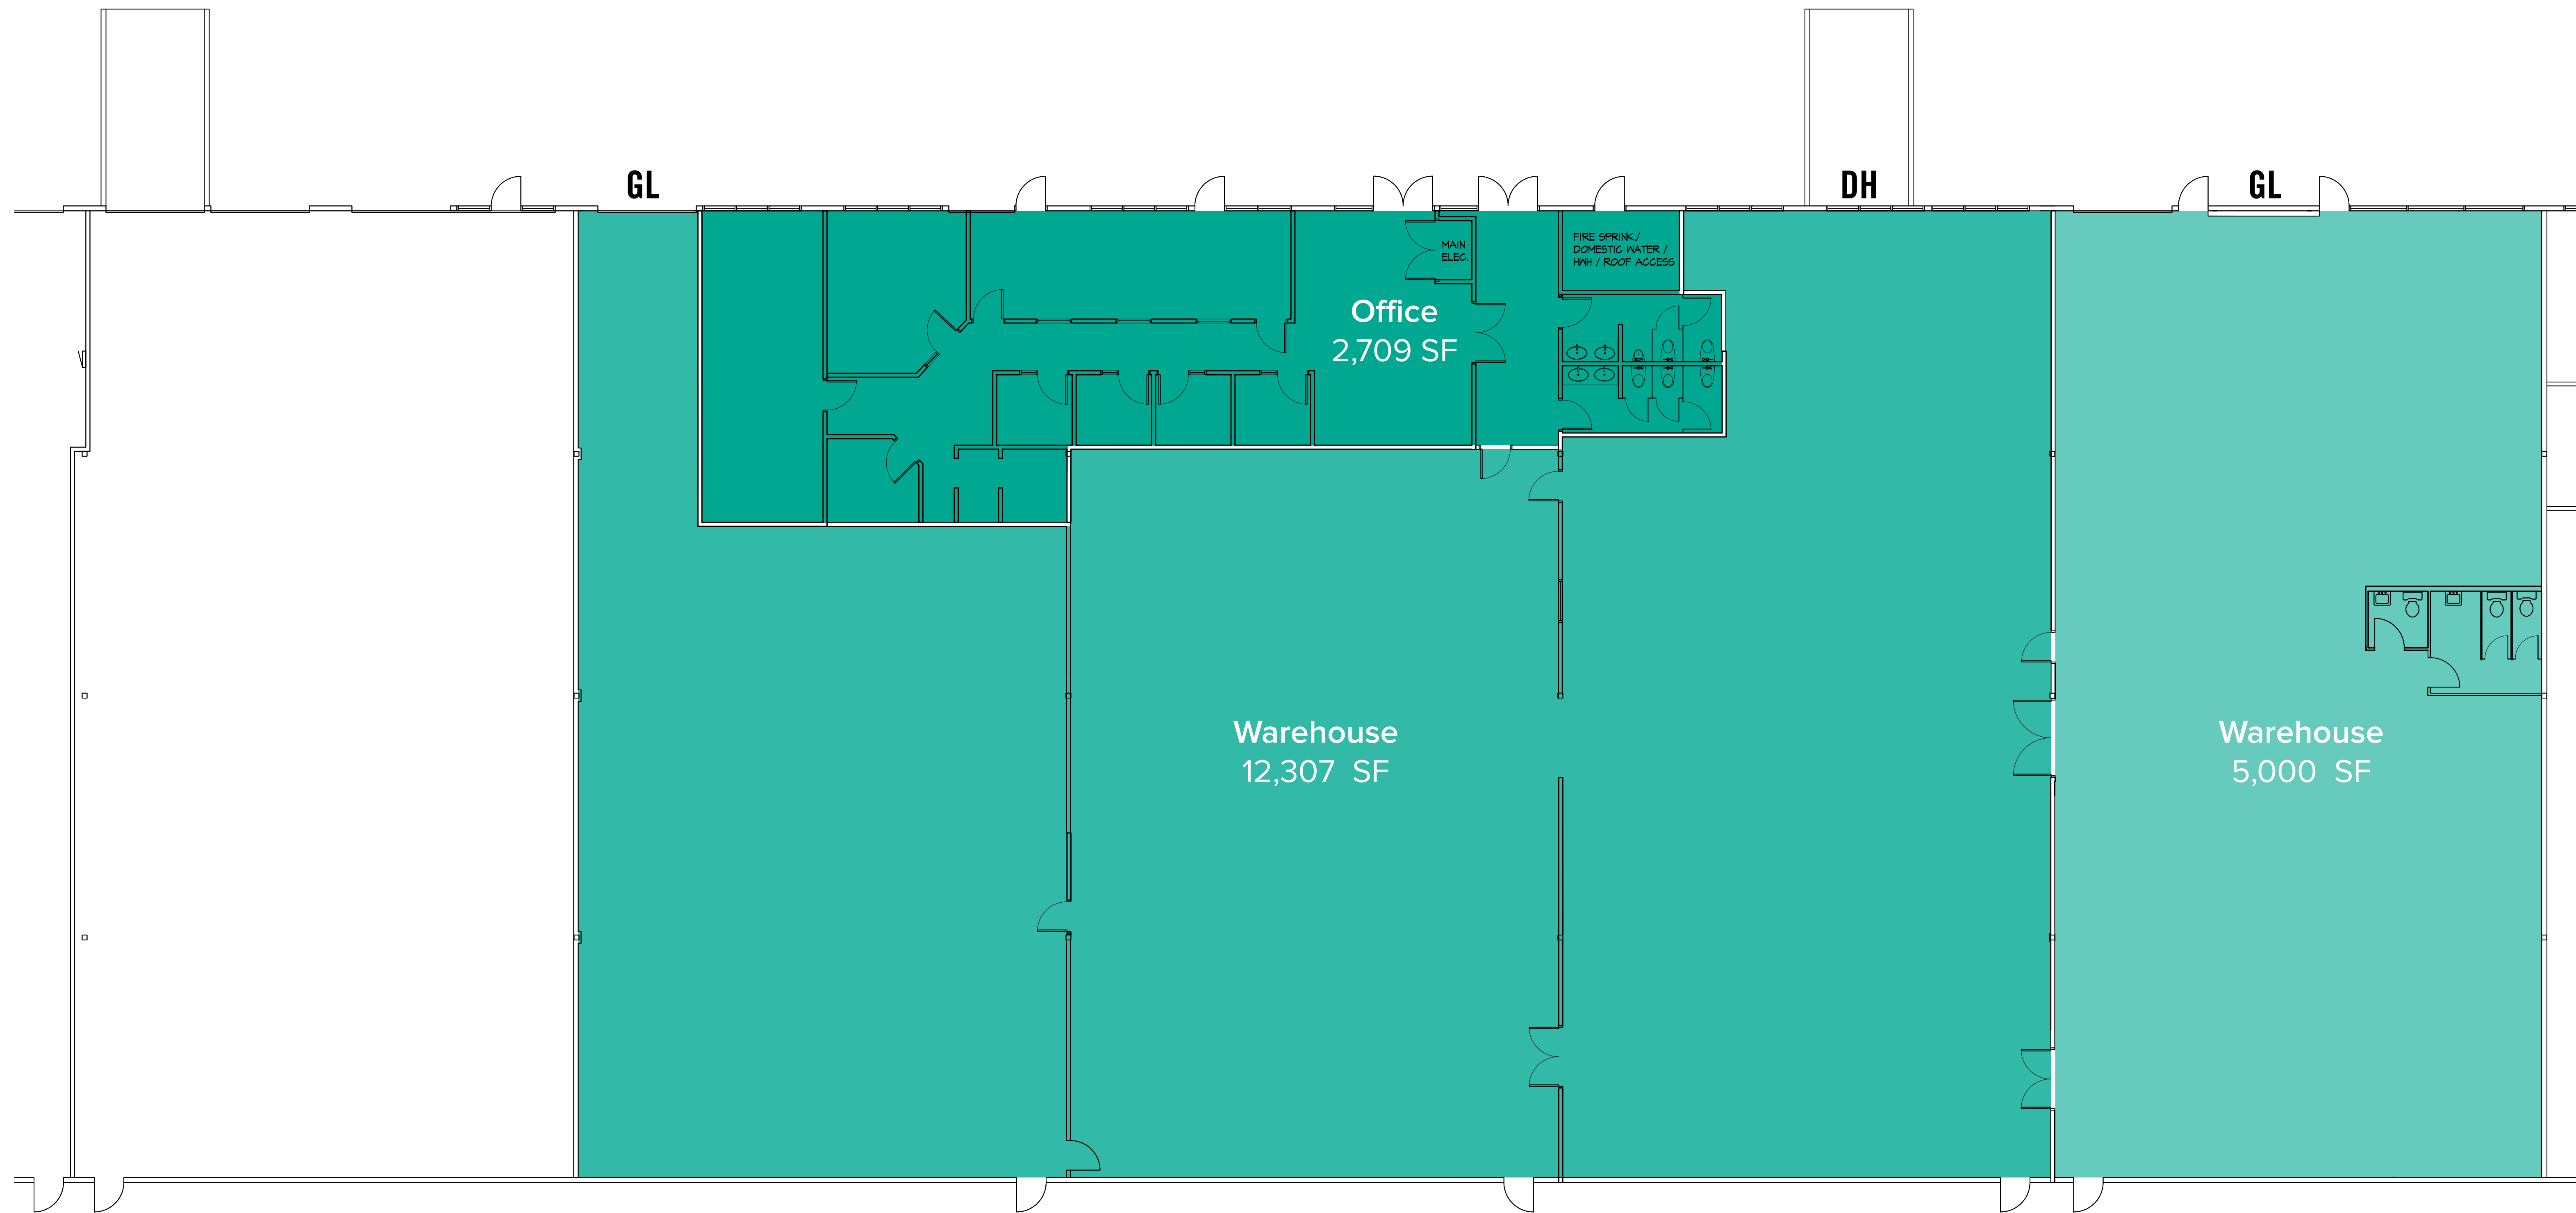 GL
DH
GL
MAIN
ELEC.
FIRE SPRINK./
DOMESTIC WATER /
HWH / ROOF ACCESS
Office
2,709 SF
Warehouse
12,307 SF
Warehouse
5,000 SF